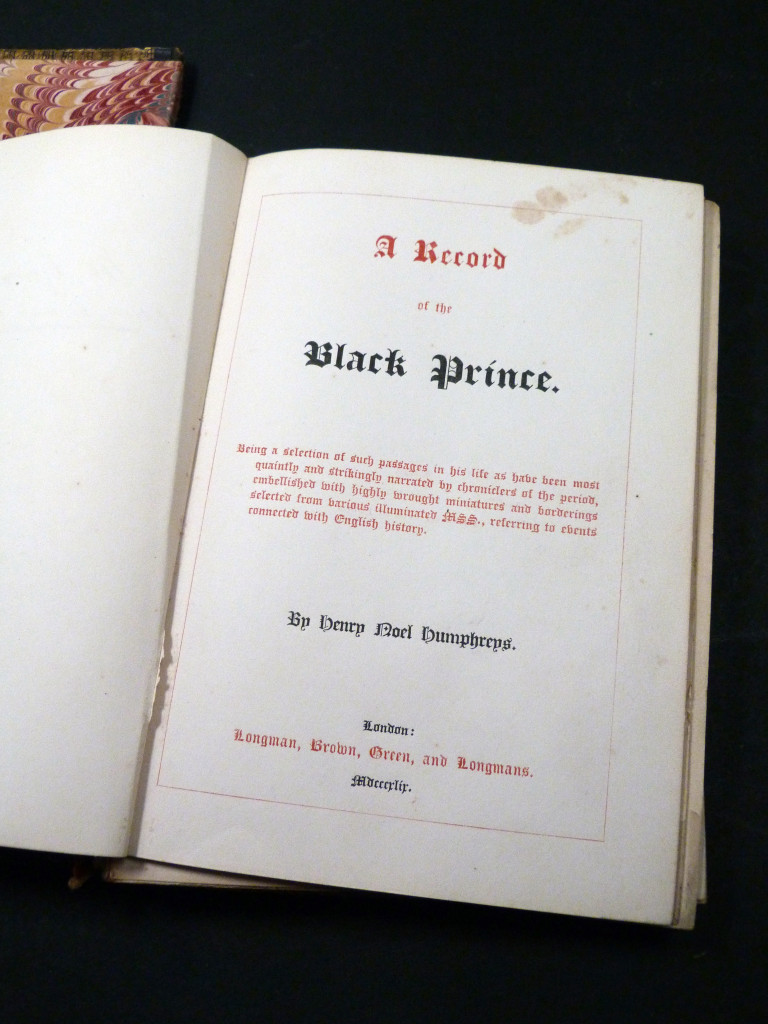 A Record
of the
Black Prince.
Being a selection of such passages in his life as have been most
quaintly and strikingly narrated by chroniclers of the period,
embellished with highly wrought miniatures and borderings
selected from various illuminated MSS., referring to events
connected with English history.
By Henry Noel Humphreys.
London:
Longman, Brown, Green, and Longmans.
Mdcccxlix.